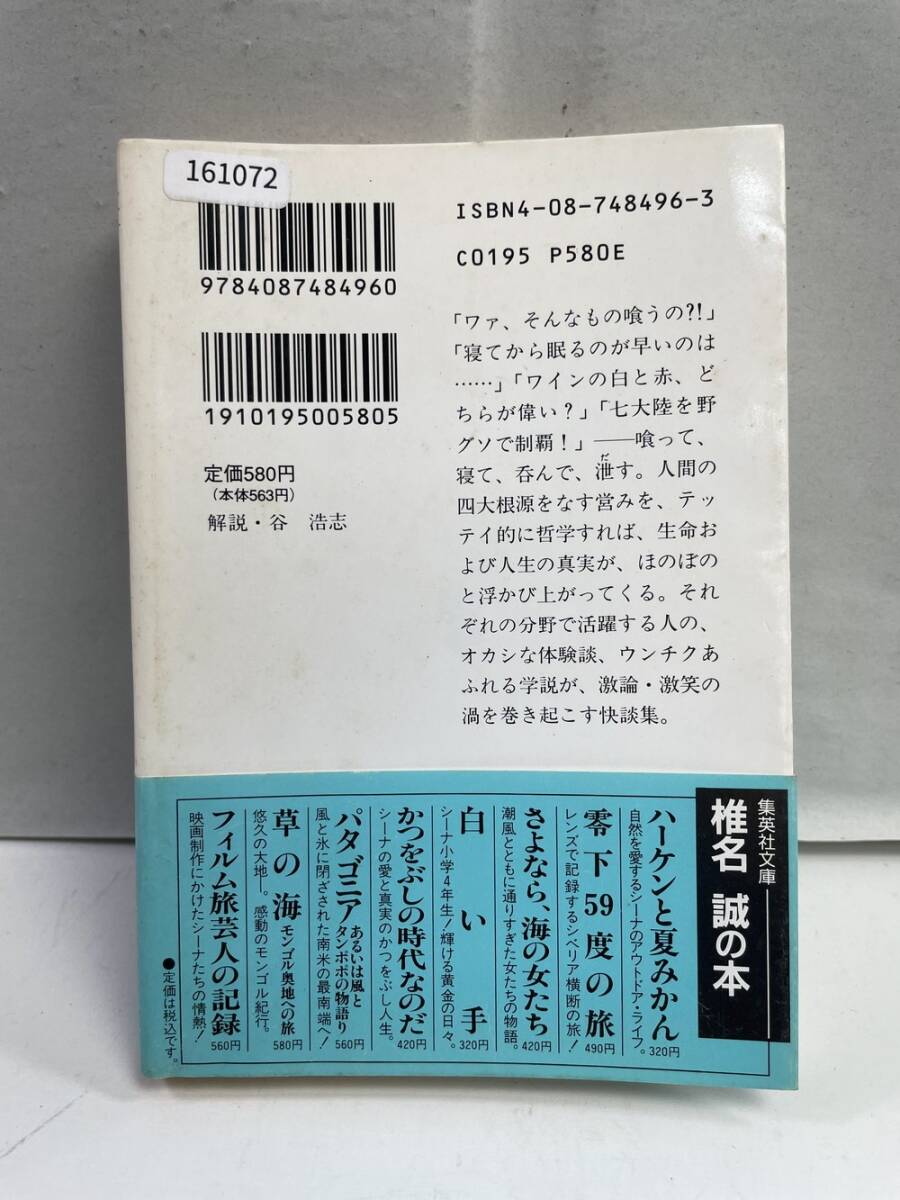 161072
9784087484960
1910195005805
定価580円
(本体563円)
解説・谷 浩志
ISBN4-08-748496-3
C0195 P580E
「ワァ、そんなもの喰うの?!」
「寝てから眠るのが早いのは
……」「ワインの白と赤、ど
ちらが偉い?」「七大陸を野
グソで制覇!」――喰って、
寝て、呑んで、泄す。人間の
だ
四大根源をなす営みを、テッ
テイ的に哲学すれば、生命お
よび人生の真実が、ほのぼの
と浮かび上がってくる。それ
ぞれの分野で活躍する人の、
オカシな体験談、ウンチクあ
ふれる学説が、激論・激笑の
渦を巻き起こす快談集。
集英社文庫
椎名 誠の本
ハーケンと夏みかん
自然を愛するシーナのアウトドア・ライフ。320円
零下59度の旅
レンズで記録するシベリア横断の旅!490円
さよなら、海の女たち
潮風とともに通りすぎた女たちの物語。420円
白い手
シーナ小学4年生!輝ける黄金の日々。320円
かつをぶしの時代なのだ
シーナの愛と真実のかつをぶし人生。420円
パタゴニア あるいは風とタンポポの物語り
風と氷に閉ざされた南米の最南端へ!560円
草の海 モンゴル奥地への旅
悠久の大地―。感動のモンゴル紀行。580円
フィルム旅芸人の記録
映画制作にかけたシーナたちの情熱!560円
●定価は税込です。